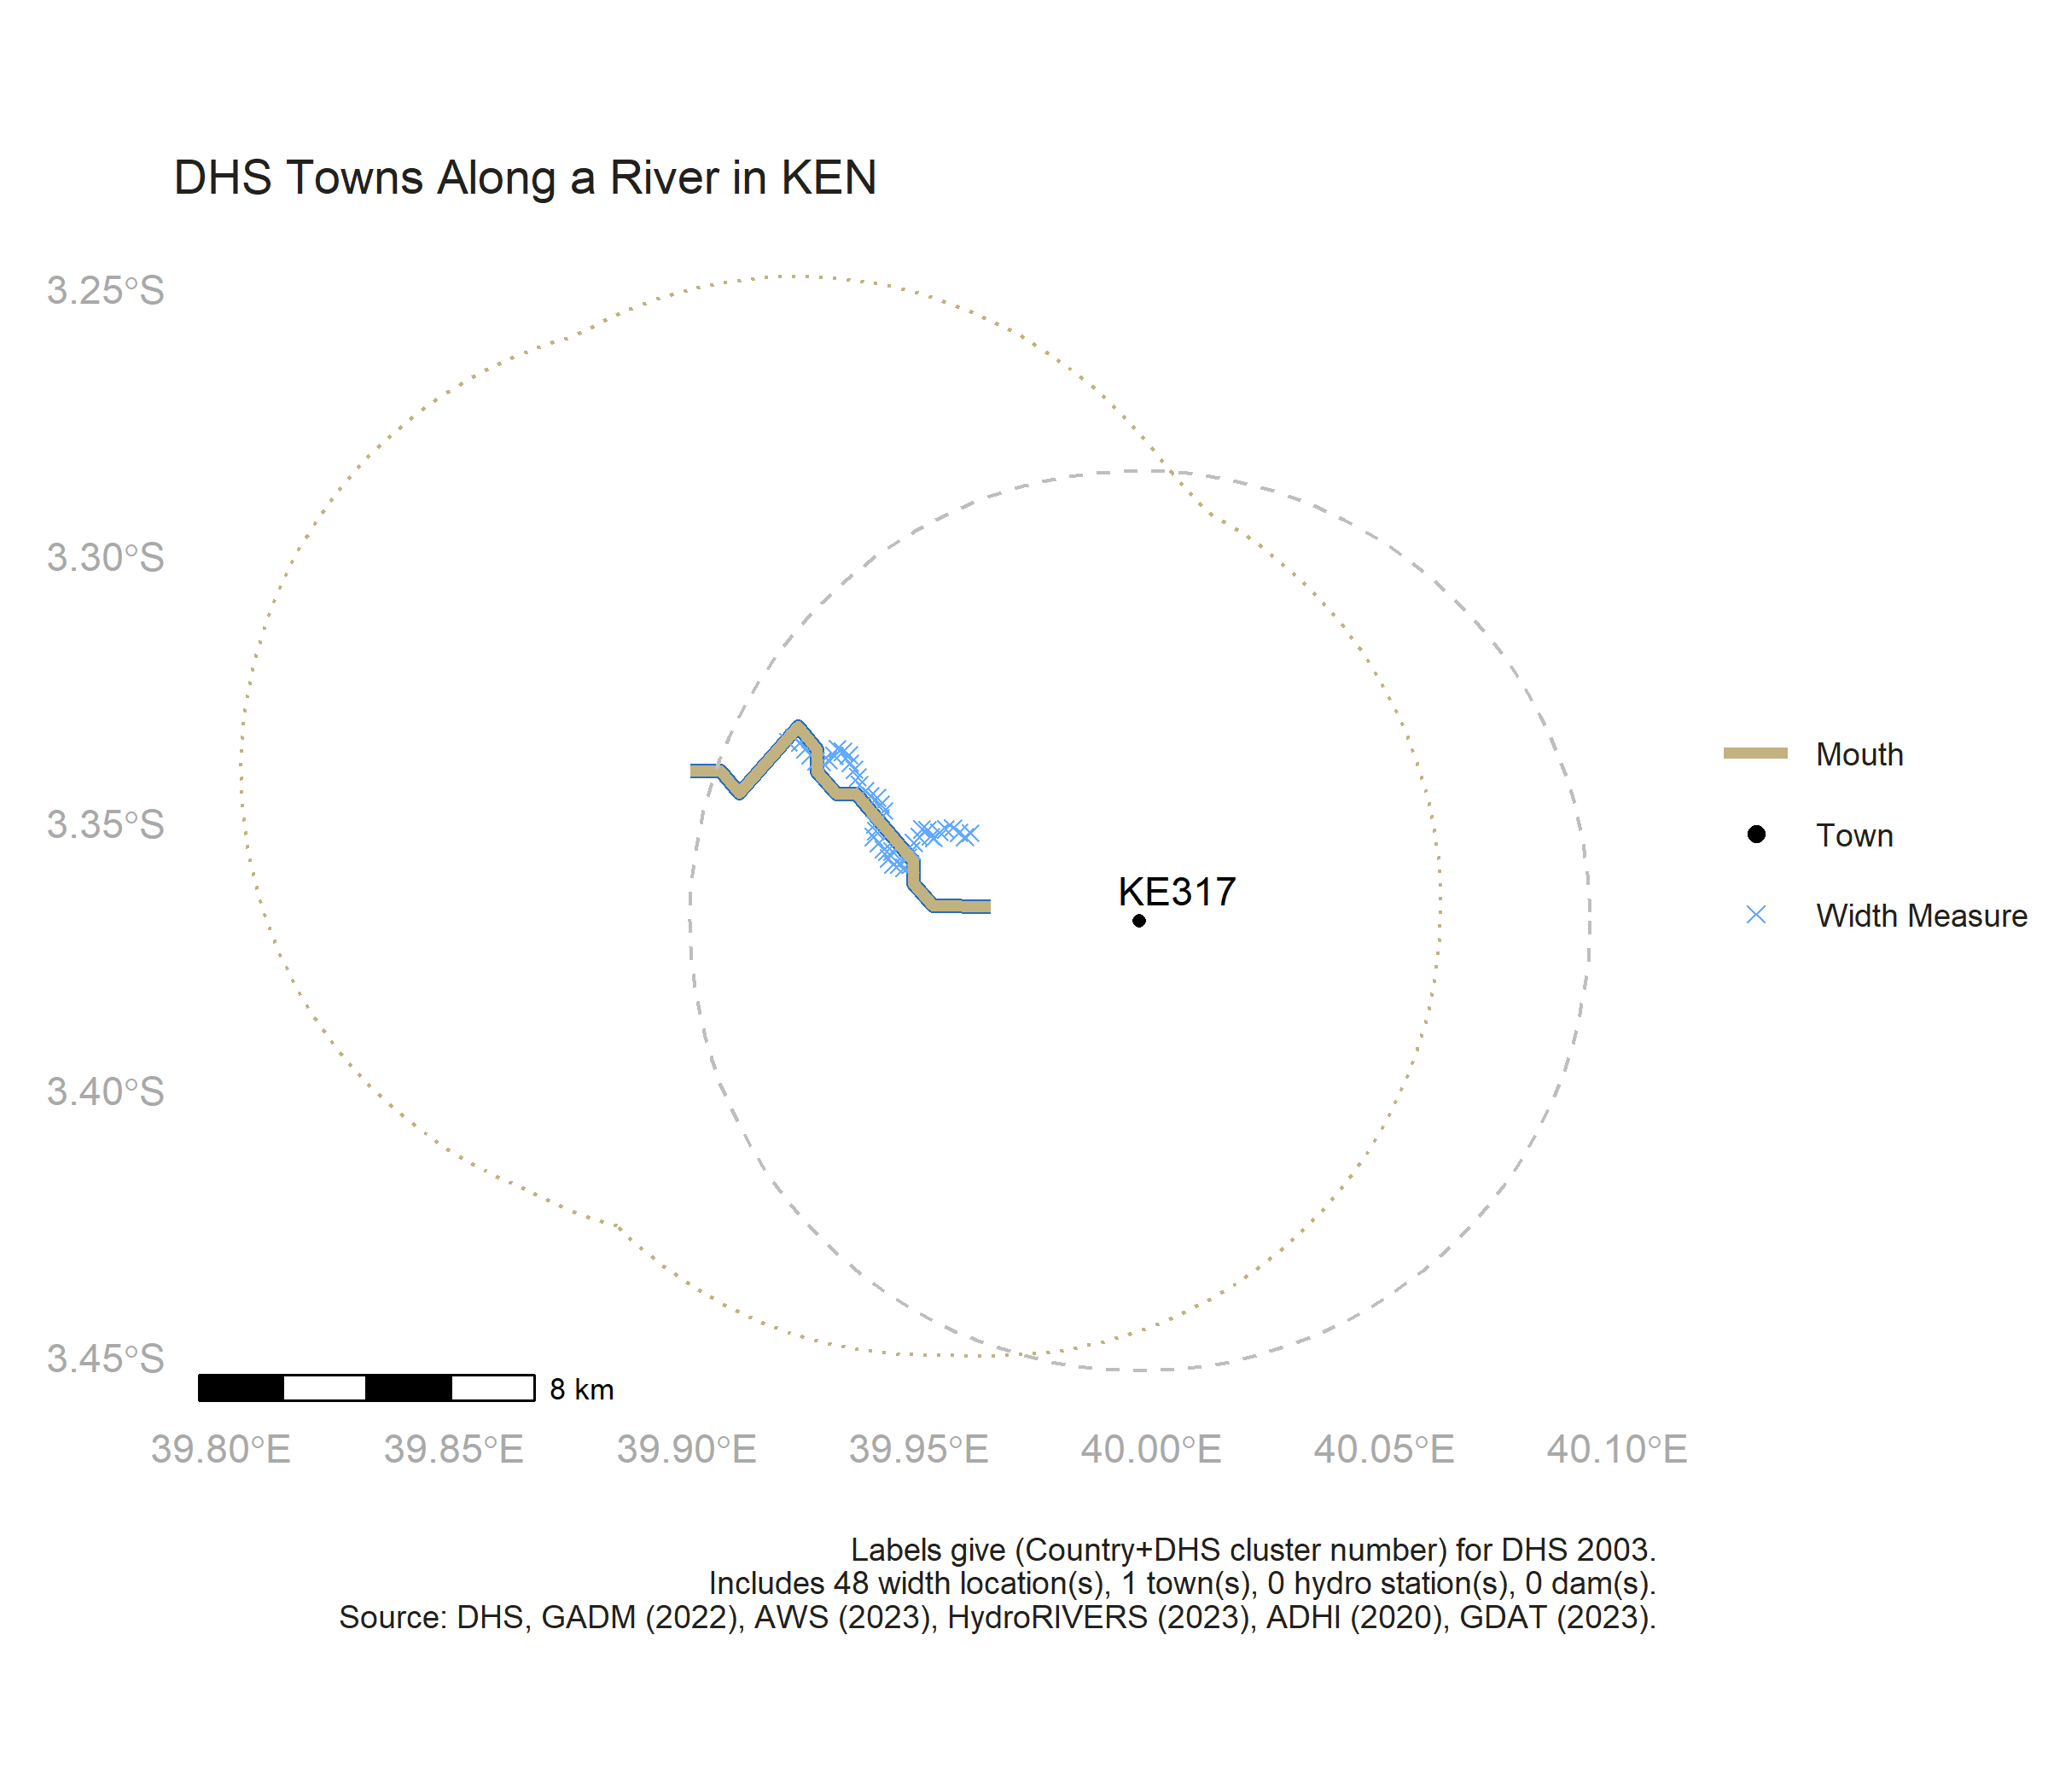 DHS Towns Along a River in KEN
3.25°S
3.30°S
3.35°S
3.40°S
3.45°S
KE317
Mouth
Town
Width Measure
8 km
39.80°E
39.85°E
39.90°E
39.95°E
40.00°E
40.05°E
40.10°E
Labels give (Country+DHS cluster number) for DHS 2003.
Includes 48 width location(s), 1 town(s), 0 hydro station(s), 0 dam(s).
Source: DHS, GADM (2022), AWS (2023), HydroRIVERS (2023), ADHI (2020), GDAT (2023).